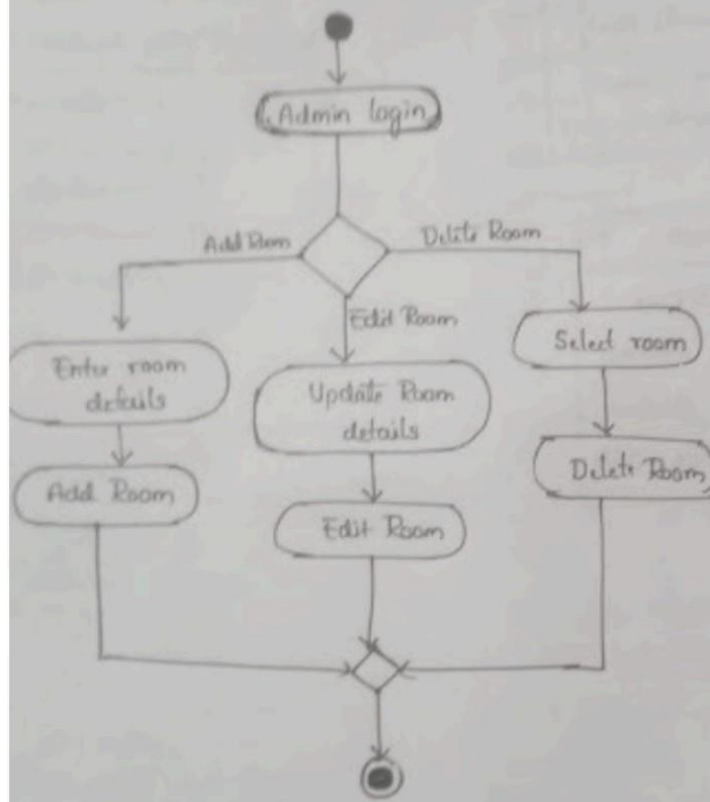 Admin login
Add Room
Delete Room
Edit Room
Enter room
details
Update Room
details
Select room
Add Room
Edit Room
Delete Room